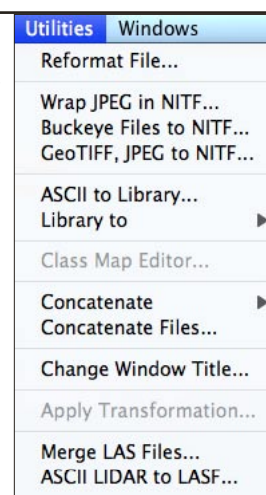 Utilities Windows
Reformat File...
Wrap JPEG in NITF...
Buckeye Files to NITF...
GeoTIFF, JPEG to NITF...
ASCII to Library...
Library to
Class Map Editor...
Concatenate
Concatenate Files...
Change Window Title...
Apply Transformation...
Merge LAS Files...
ASCII LIDAR to LASF...